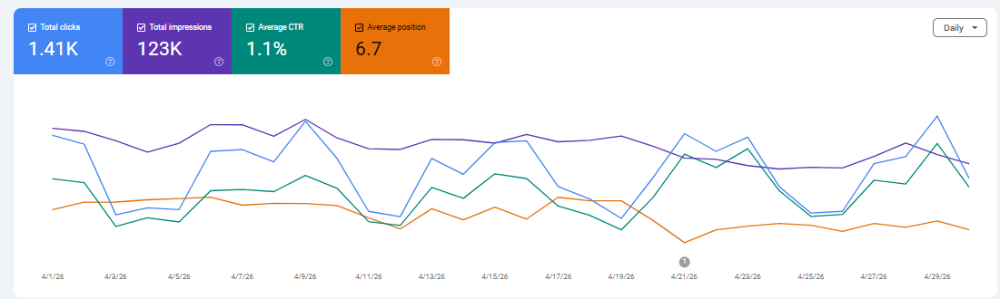 Total clicks
1.41K
Total impressions
123K
Average CTR
1.1%
Average position
6.7
Daily
1
4/1/26 4/3/26 4/5/26 4/7/26 4/9/26 4/11/26 4/13/26 4/15/26 4/17/26 4/19/26 4/21/26 4/23/26 4/25/26 4/27/26 4/29/26